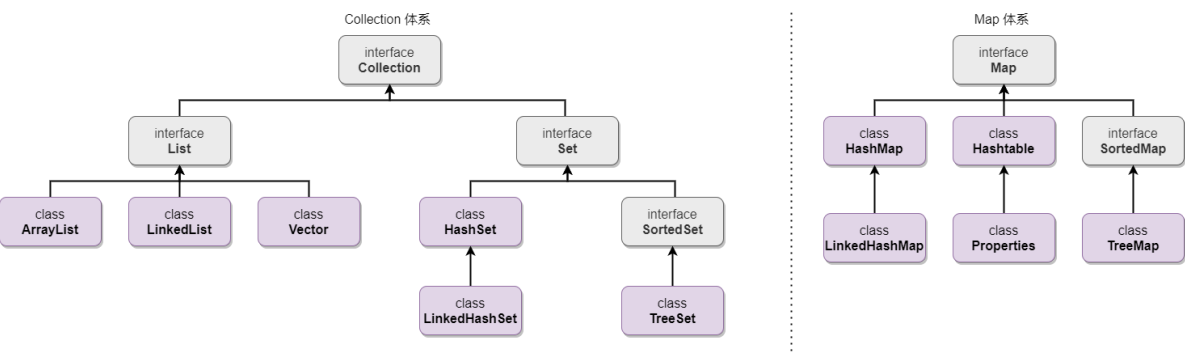 Collection 体系
interface
Collection
interface
List
interface
Set
class
ArrayList
class
LinkedList
class
Vector
class
HashSet
interface
SortedSet
class
LinkedHashSet
class
TreeSet
Map 体系
interface
Map
class
HashMap
class
Hashtable
interface
SortedMap
class
LinkedHashMap
class
Properties
class
TreeMap